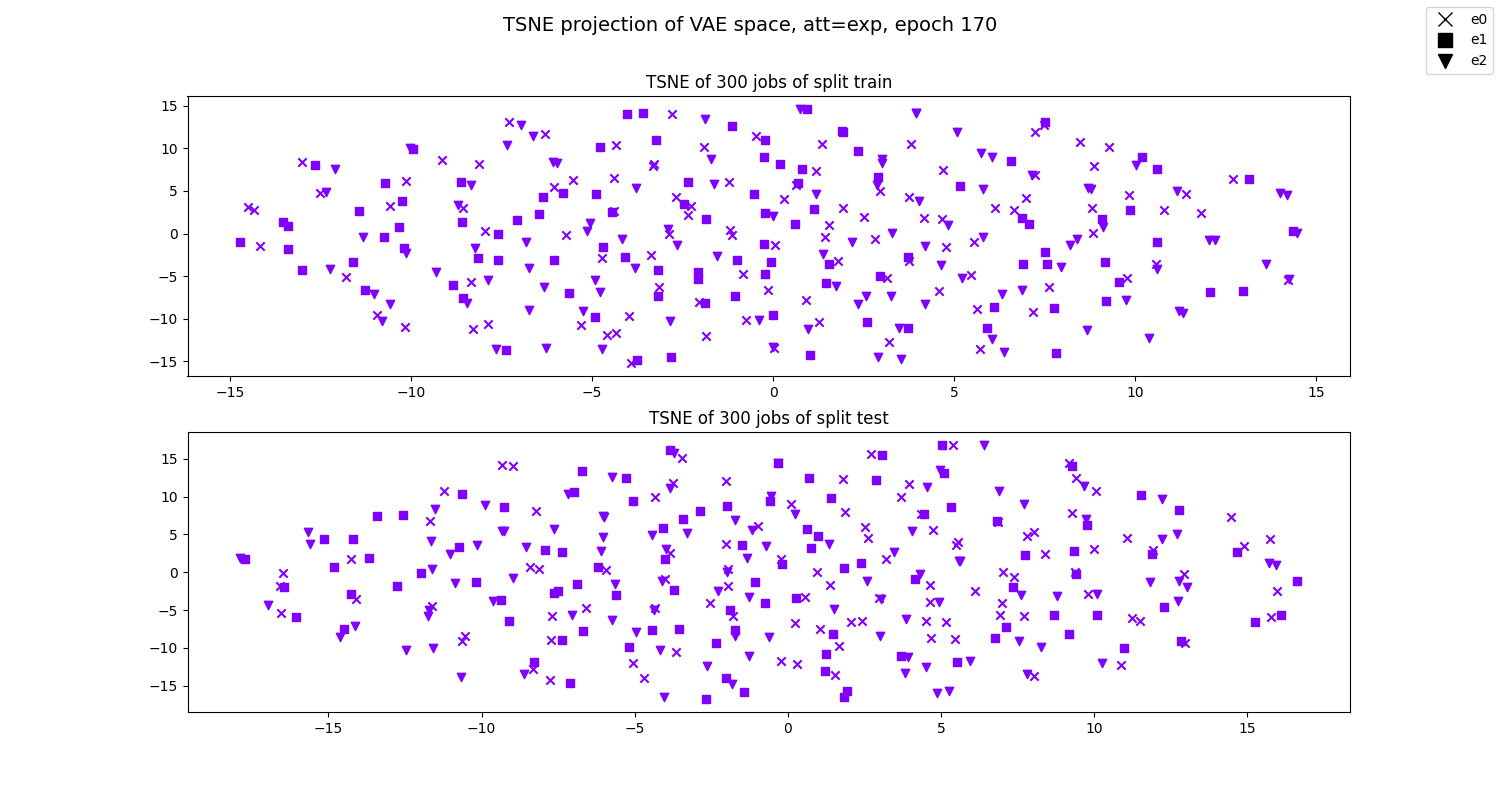 TSNE projection of VAE space, att=exp, epoch 170
e0
e1
e2
TSNE of 300 jobs of split train
15
10
5
0
−5
−10
−15
−15 −10 −5 0 5 10 15
TSNE of 300 jobs of split test
15
10
5
0
−5
−10
−15
−15 −10 −5 0 5 10 15